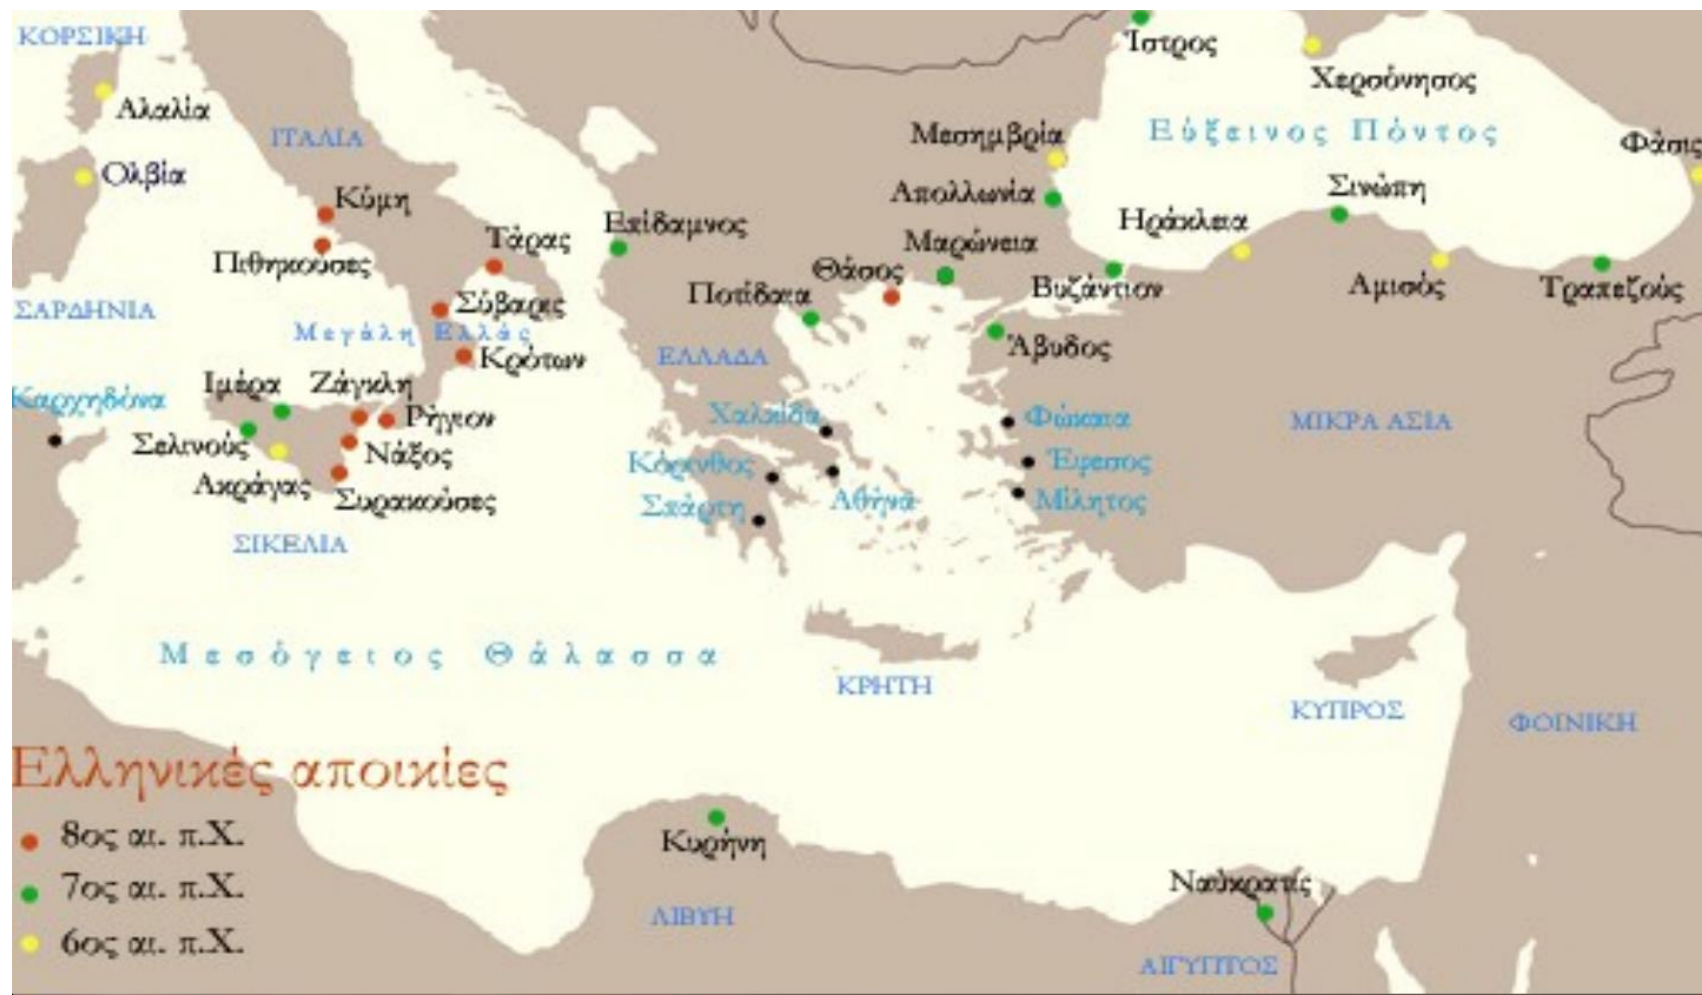 ΚΟΡΣΙΚΗ
Ίστρος
Χερσόνησος
Αλαλία
ΙΤΑΛΙΑ
Μεσημβρία
Εύξεινος Πόντος
Φάσις
Ολβία
Κύμη
Απολλωνία
Σινώπη
Πιθηκούσες
Τάρας
Επίδαμνος
Μαρώνεια
Ηράκλεια
Θάσος
Ποτίδαια
Βυζάντιον
Αμισός
Τραπεζούς
ΣΑΡΔΗΝΙΑ
Σύβαρις
Μεγάλη Ελλάς
Κρότων
ΕΛΛΑΔΑ
Άβυδος
Ιμέρα
Ζάγκλη
Καρχηδόνα
Ρήγιον
Χαλκίδα
Φώκαια
ΜΙΚΡΑ ΑΣΙΑ
Σελινούς
Νάξος
Κόρινθος
Έφεσος
Ακράγας
Συρακούσες
Σπάρτη
Αθήνα
Μίλητος
ΣΙΚΕΛΙΑ
Μεσόγειος Θάλασσα
ΚΡΗΤΗ
ΚΥΠΡΟΣ
ΦΟΙΝΙΚΗ
Ελληνικές αποικίες
8ος αι. π.Χ.
7ος αι. π.Χ.
6ος αι. π.Χ.
Κυρήνη
Ναύκρατίς
ΛΙΒΥΗ
ΑΙΓΥΠΤΟΣ